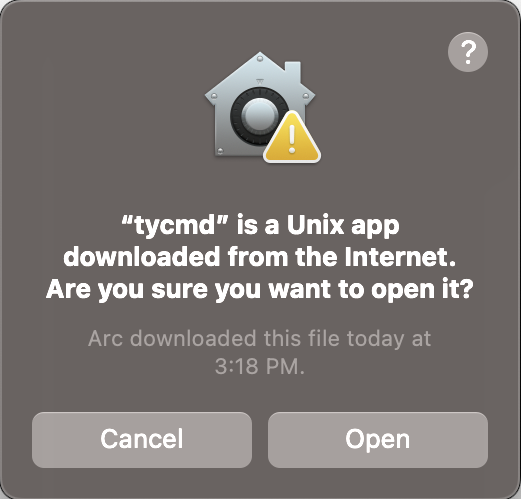 ?
“tycmd” is a Unix app
downloaded from the Internet.
Are you sure you want to open it?
Arc downloaded this file today at
3:18 PM.
Cancel
Open